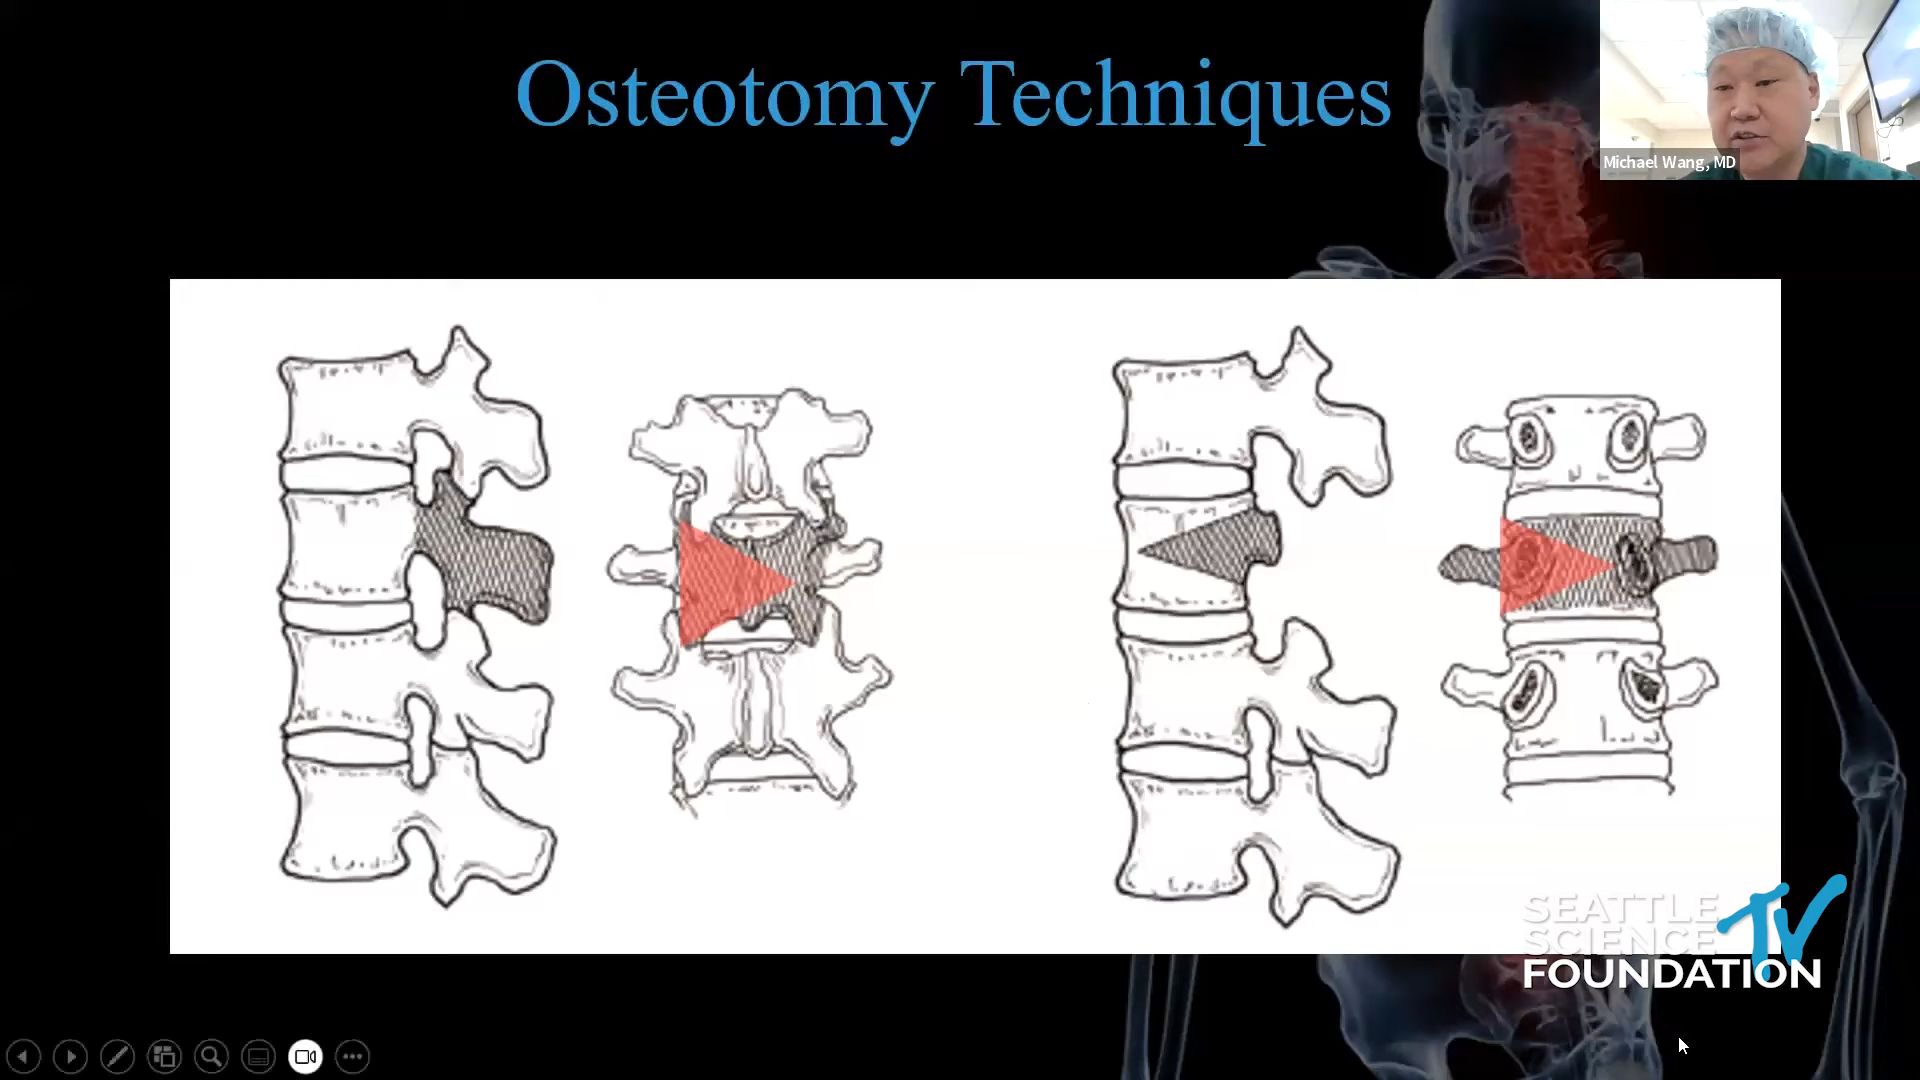 Osteotomy Techniques
Michael Wang, MD
SEATTLE
SCIENCE TV
FOUNDATION